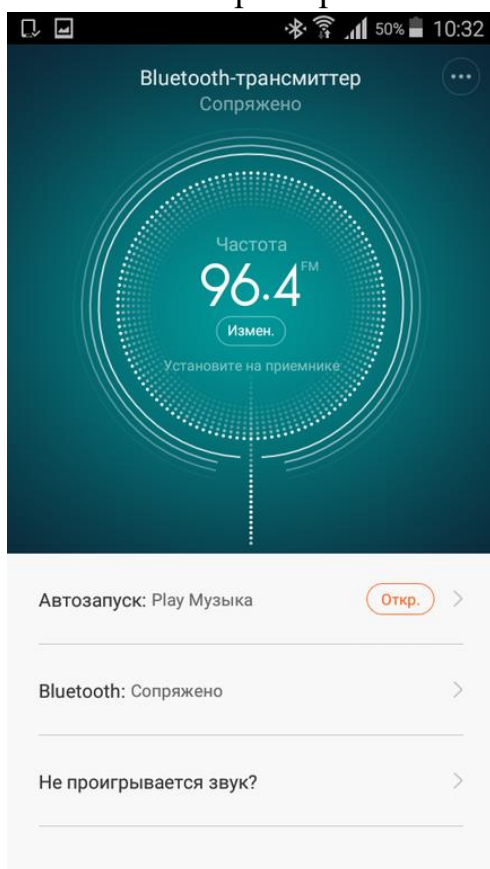 50% 10:32
Bluetooth-трансмиттер
Сопряжено
Частота
96.4 FM
Измен.
Установите на приемнике
Автозапуск: Play Музыка Откр.
Bluetooth: Сопряжено
Не проигрывается звук?